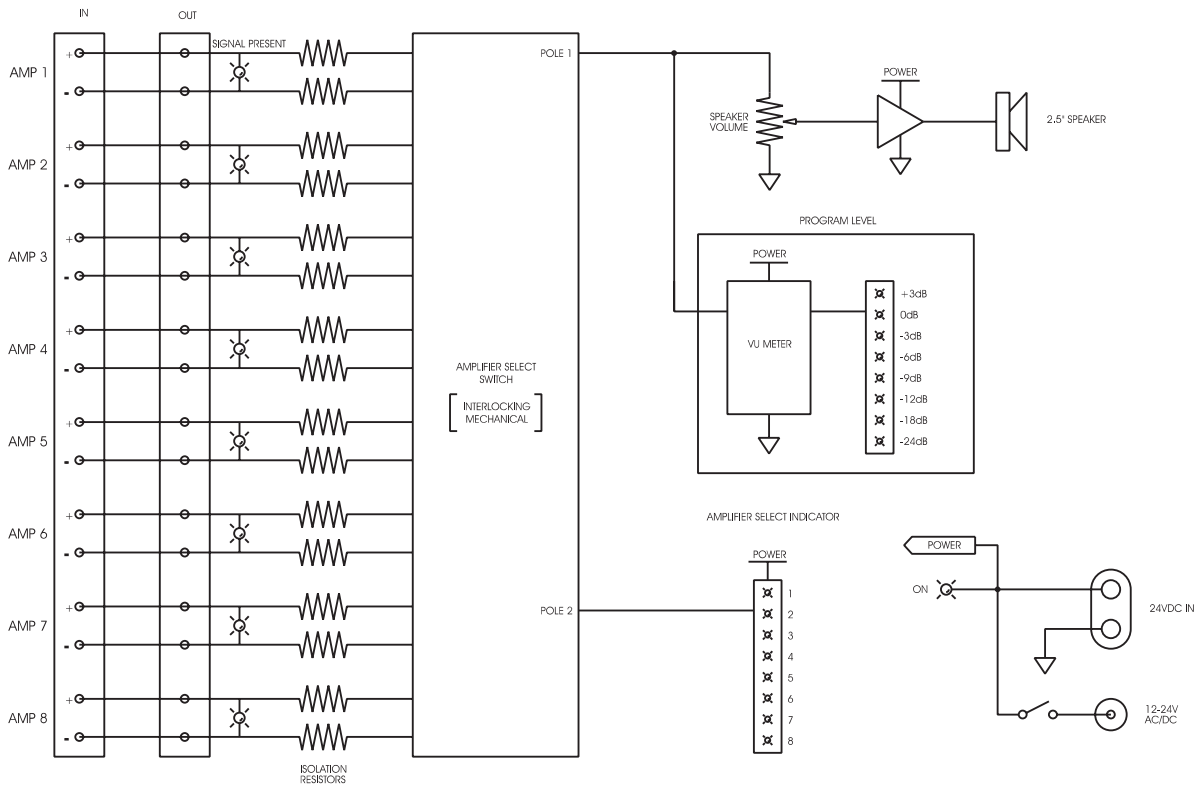 IN
OUT
SIGNAL PRESENT
AMP 1
+
-
AMP 2
+
-
AMP 3
+
-
AMP 4
+
-
AMP 5
+
-
AMP 6
+
-
AMP 7
+
-
AMP 8
+
-
ISOLATION
RESISTORS
POLE 1
AMPLIFIER SELECT
SWITCH
INTERLOCKING
MECHANICAL
POLE 2
SPEAKER
VOLUME
POWER
2.5" SPEAKER
PROGRAM LEVEL
POWER
VU METER
+3dB
0dB
-3dB
-6dB
-9dB
-12dB
-18dB
-24dB
AMPLIFIER SELECT INDICATOR
POWER
1
2
3
4
5
6
7
8
POWER
ON
24VDC IN
12-24V
AC/DC